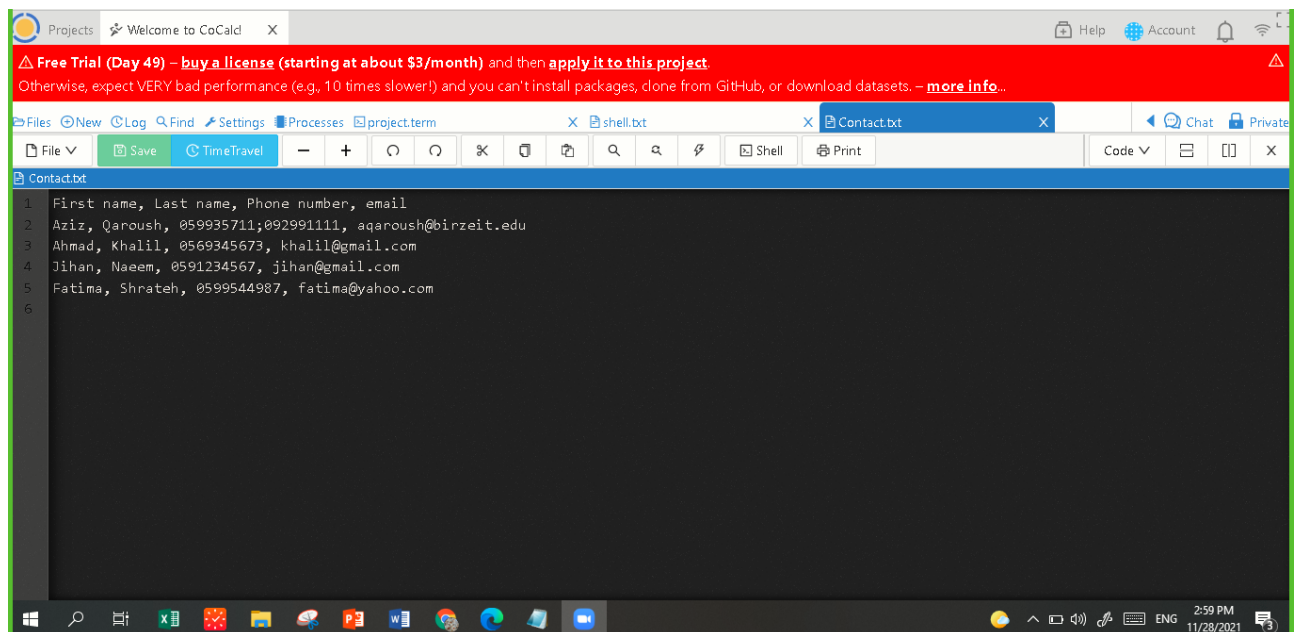 Projects Welcome to CoCalc! X Help Account
Free Trial (Day 49) – buy a license (starting at about $3/month) and then apply it to this project.
Otherwise, expect VERY bad performance (e.g., 10 times slower!) and you can't install packages, clone from GitHub, or download datasets. – more info...
Files New Log Find Settings Processes project.term X shell.txt X Contact.txt X Chat Private
File Save TimeTravel Shell Print Code X
Contact.txt
1 First name, Last name, Phone number, email
2 Aziz, Qaroush, 059935711;092991111, aqaroush@birzeit.edu
3 Ahmad, Khalil, 0569345673, khalil@gmail.com
4 Jihan, Naeem, 0591234567, jihan@gmail.com
5 Fatima, Shrateh, 0599544987, fatima@yahoo.com
6
ENG 2:59 PM
11/28/2021 3